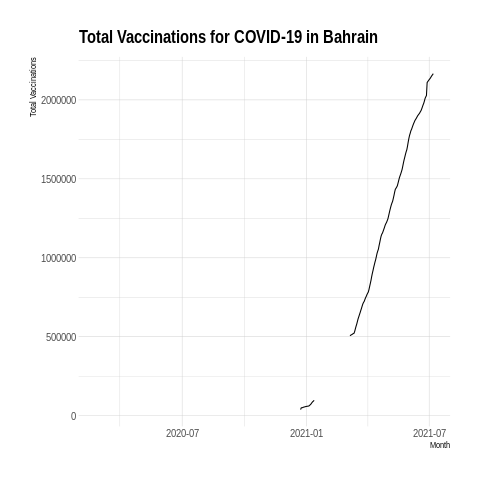 Total Vaccinations for COVID-19 in Bahrain
Total Vaccinations
2000000
1500000
1000000
500000
0
2020-07 2021-01 2021-07
Month